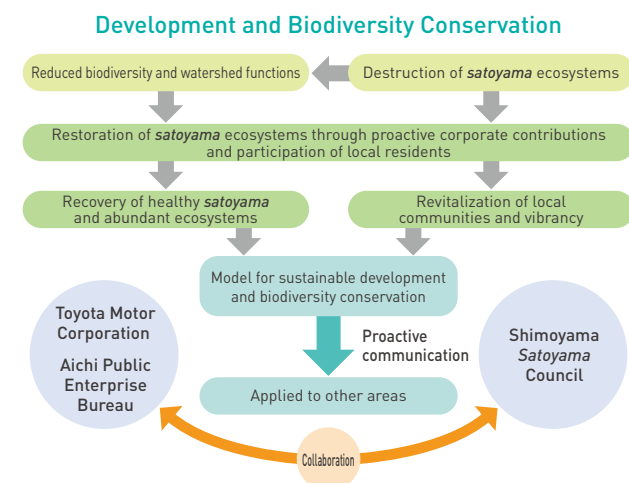 Development and Biodiversity Conservation
Reduced biodiversity and watershed functions
Destruction of satoyama ecosystems
Restoration of satoyama ecosystems through proactive corporate contributions
and participation of local residents
Recovery of healthy satoyama
and abundant ecosystems
Revitalization of local
communities and vibrancy
Model for sustainable development
and biodiversity conservation
Toyota Motor
Corporation
Aichi Public
Enterprise
Bureau
Proactive
communication
Shimoyama
Satoyama
Council
Applied to other areas
Collaboration